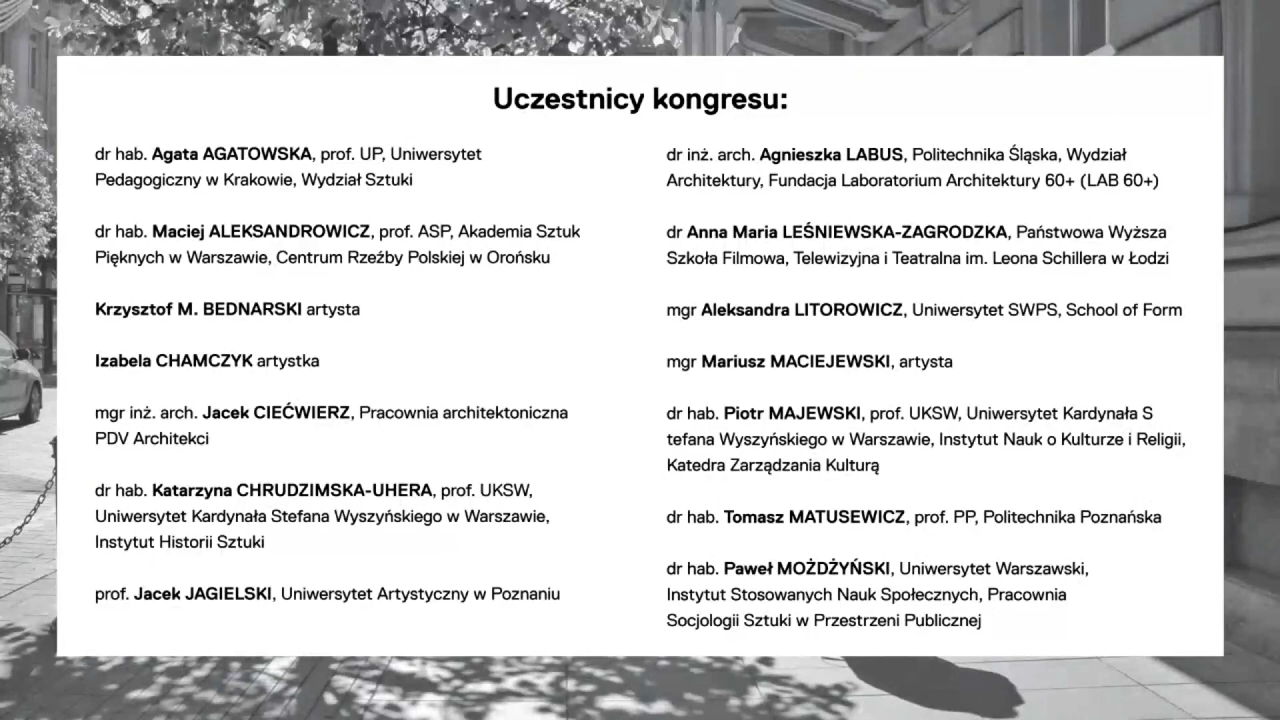 Uczestnicy kongresu:
dr hab. Agata AGATOWSKA, prof. UP, Uniwersytet
Pedagogiczny w Krakowie, Wydział Sztuki
dr hab. Maciej ALEKSANDROWICZ, prof. ASP, Akademia Sztuk
Pięknych w Warszawie, Centrum Rzeźby Polskiej w Orońsku
Krzysztof M. BEDNARSKI artysta
Izabela CHAMCZYK artystka
mgr inż. arch. Jacek CIEĆWIERZ, Pracownia architektoniczna
PDV Architekci
dr hab. Katarzyna CHRUDZIMSKA-UHERA, prof. UKSW,
Uniwersytet Kardynała Stefana Wyszyńskiego w Warszawie,
Instytut Historii Sztuki
prof. Jacek JAGIELSKI, Uniwersytet Artystyczny w Poznaniu
dr inż. arch. Agnieszka LABUS, Politechnika Śląska, Wydział
Architektury, Fundacja Laboratorium Architektury 60+ (LAB 60+)
dr Anna Maria LEŚNIEWSKA-ZAGRODZKA, Państwowa Wyższa
Szkoła Filmowa, Telewizyjna i Teatralna im. Leona Schillera w Łodzi
mgr Aleksandra LITOROWICZ, Uniwersytet SWPS, School of Form
mgr Mariusz MACIEJEWSKI, artysta
dr hab. Piotr MAJEWSKI, prof. UKSW, Uniwersytet Kardynała S
tefana Wyszyńskiego w Warszawie, Instytut Nauk o Kulturze i Religii,
Katedra Zarządzania Kulturą
dr hab. Tomasz MATUSEWICZ, prof. PP, Politechnika Poznańska
dr hab. Paweł MOŻDŻYŃSKI, Uniwersytet Warszawski,
Instytut Stosowanych Nauk Społecznych, Pracownia
Socjologii Sztuki w Przestrzeni Publicznej